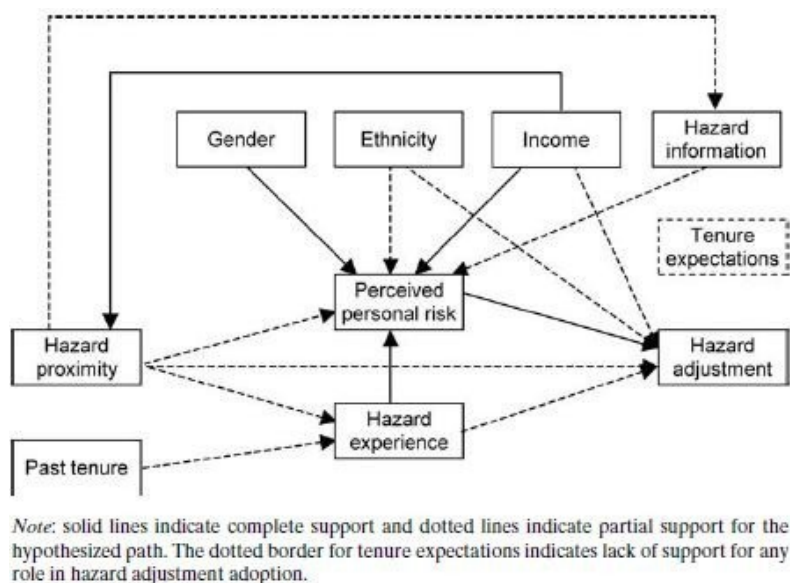 Gender
Ethnicity
Income
Hazard
information
Tenure
expectations
Perceived
personal risk
Hazard
proximity
Hazard
adjustment
Hazard
experience
Past tenure
Note: solid lines indicate complete support and dotted lines indicate partial support for the
hypothesized path. The dotted border for tenure expectations indicates lack of support for any
role in hazard adjustment adoption.